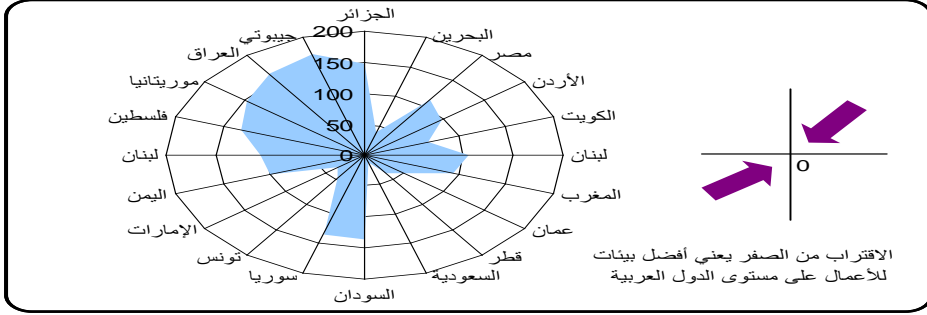 الجزائر
البحرين
مصر
الأردن
الكويت
لبنان
المغرب
عمان
قطر
السعودية
السودان
سوريا
تونس
الإمارات
اليمن
لبنان
فلسطين
موريتانيا
العراق
جيبوتي
200
150
100
50
0
0
الاقتراب من الصفر يعني أفضل بيئات
للأعمال على مستوى الدول العربية